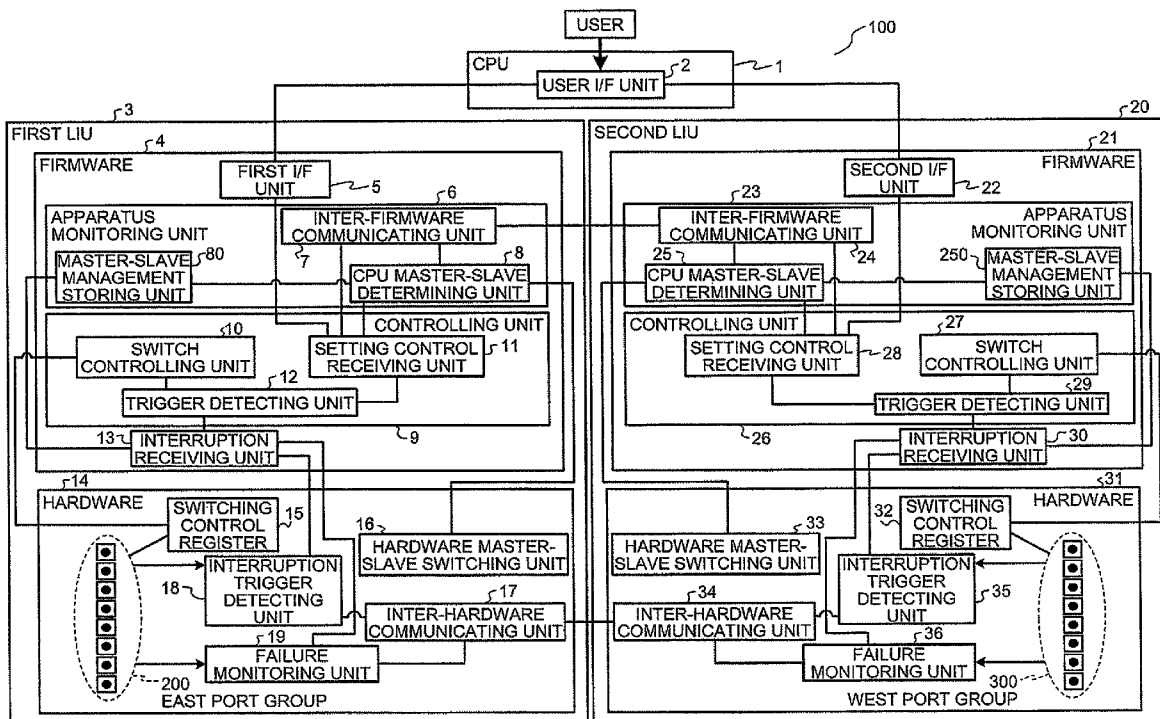 USER
100
CPU
2
1
USER I/F UNIT
3
20
FIRST LIU
SECOND LIU
4
21
FIRMWARE
FIRMWARE
FIRST I/F
UNIT
5
SECOND I/F
UNIT
22
6
23
APPARATUS
MONITORING UNIT
INTER-FIRMWARE
COMMUNICATING UNIT
7
80
MASTER-SLAVE
MANAGEMENT
STORING UNIT
8
CPU MASTER-SLAVE
DETERMINING UNIT
INTER-FIRMWARE
COMMUNICATING UNIT
24
APPARATUS
MONITORING UNIT
25
CPU MASTER-SLAVE
DETERMINING UNIT
250
MASTER-SLAVE
MANAGEMENT
STORING UNIT
CONTROLLING UNIT
10
SWITCH
CONTROLLING UNIT
SETTING CONTROL
RECEIVING UNIT
11
12
TRIGGER DETECTING UNIT
13
INTERRUPTION
RECEIVING UNIT
9
CONTROLLING UNIT
27
SETTING CONTROL
RECEIVING UNIT
28
SWITCH
CONTROLLING UNIT
29
TRIGGER DETECTING UNIT
26
INTERRUPTION
RECEIVING UNIT
30
14
31
HARDWARE
SWITCHING
CONTROL
REGISTER
15
16
HARDWARE MASTER-
SLAVE SWITCHING UNIT
18
INTERRUPTION
TRIGGER
DETECTING
UNIT
17
INTER-HARDWARE
COMMUNICATING UNIT
19
FAILURE
MONITORING UNIT
200
EAST PORT GROUP
HARDWARE
33
HARDWARE MASTER-
SLAVE SWITCHING UNIT
32
SWITCHING
CONTROL
REGISTER
INTERRUPTION
TRIGGER
DETECTING
UNIT
35
34
INTER-HARDWARE
COMMUNICATING UNIT
36
FAILURE
MONITORING UNIT
300
WEST PORT GROUP